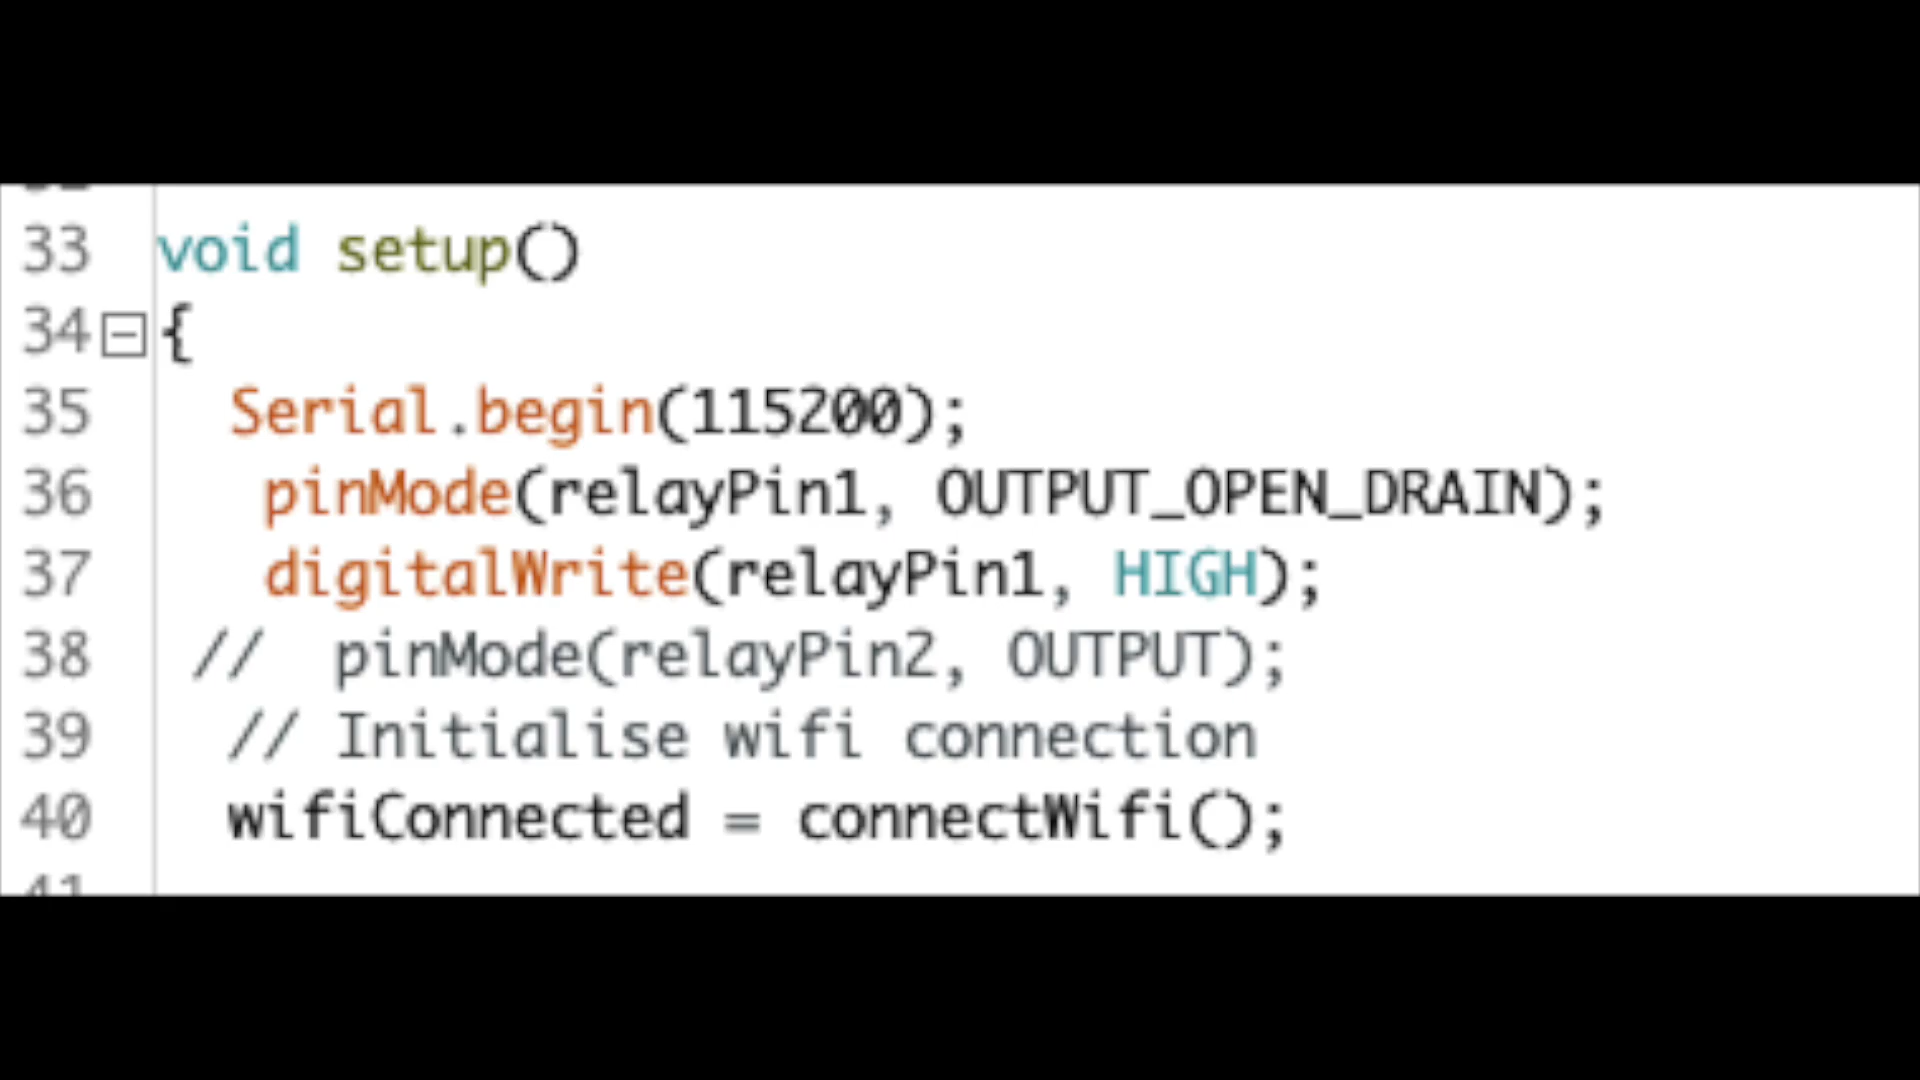 33 void setup()
34 {
35 Serial.begin(115200);
36 pinMode(relayPin1, OUTPUT_OPEN_DRAIN);
37 digitalWrite(relayPin1, HIGH);
38 //  pinMode(relayPin2, OUTPUT);
39 // Initialise wifi connection
40 wifiConnected = connectWifi();
41